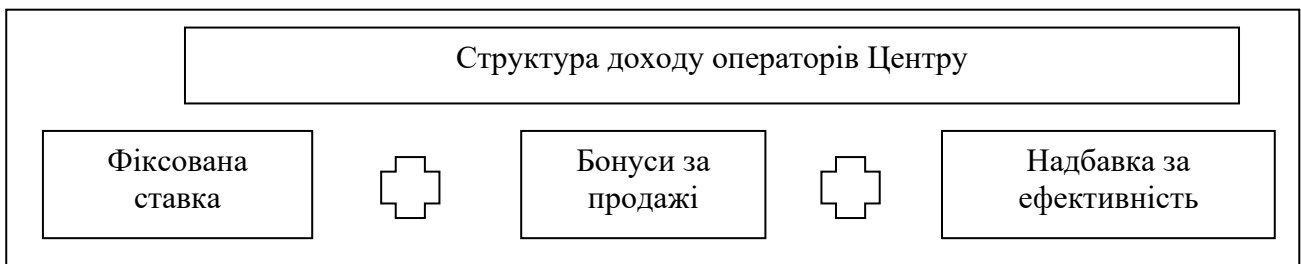 Структура доходу операторів Центру
Фіксована
ставка
Бонуси за
продажі
Надбавка за
ефективність